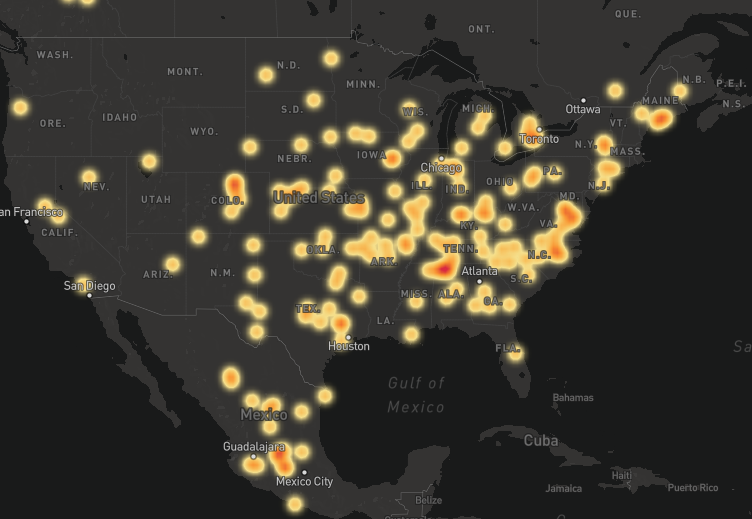 QUE.
ONT.
WASH.
MONT.
N.D.
MINN.
N.B.
P.E.I.
ORE.
IDAHO
S.D.
WIS.
MICH.
Ottawa
MAINE
N.S.
WYO.
Toronto
VT.
NEBR.
IOWA
Chicago
N.Y.
MASS.
NEV.
UTAH
COLO.
United States
ILL.
IND.
OHIO
PA.
N.J.
an Francisco
CALIF.
KY.
W.VA.
MD.
VA.
ARIZ.
N.M.
OKLA.
ARK.
TENN.
N.C.
San Diego
Atlanta
S.C.
TEX.
MISS.
ALA.
GA.
LA.
Houston
FLA.
Sa
Gulf of
Mexico
Bahamas
Mexico
Cuba
Guadalajara
Mexico City
Haiti
Jamaica
Puerto Rico
Belize